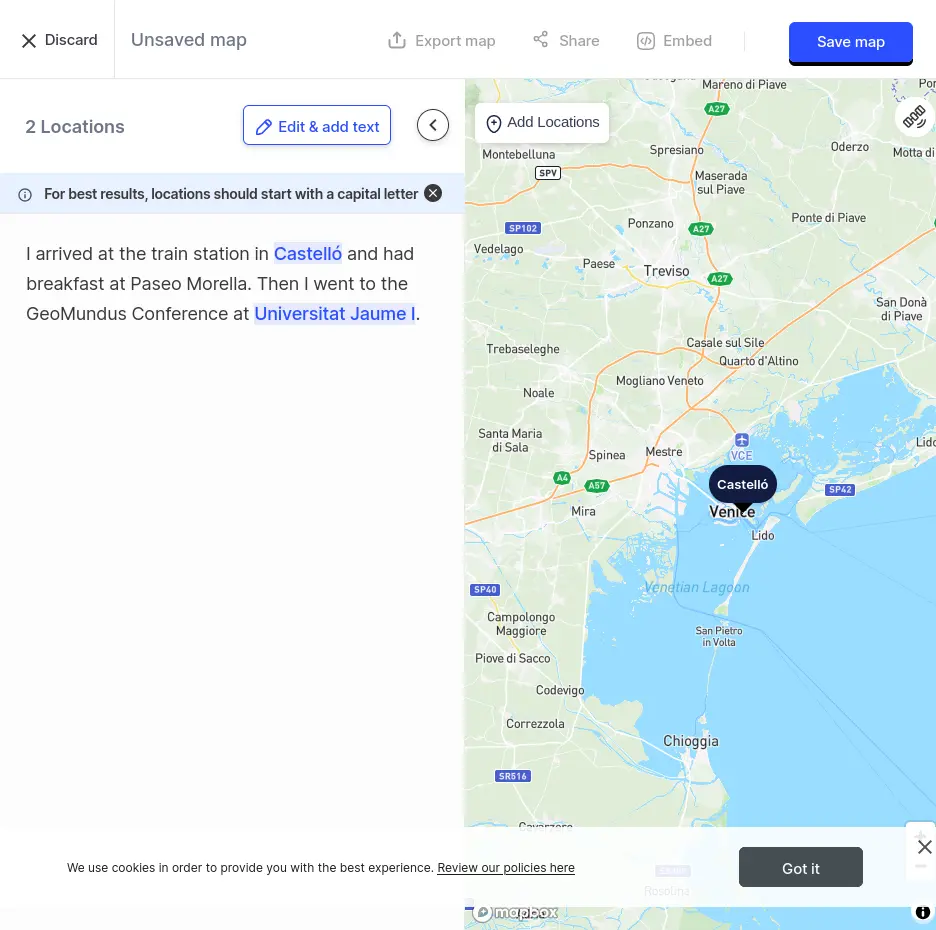 Discard
Unsaved map
Export map
Share
Embed
Save map
2 Locations
Edit & add text
For best results, locations should start with a capital letter
I arrived at the train station in Castelló and had
breakfast at Paseo Morella. Then I went to the
GeoMundus Conference at Universitat Jaume I.
Add Locations
Mareno di Piave
A27
Montebelluna
Spresiano
Oderzo
Motta di
SPV
Maserada
sul Piave
Ponte di Piave
SP102
Ponzano
A27
Vedelago
Paese
Treviso
A27
San Donà
di Piave
Trebaseleghe
Casale sul Sile
Quarto d'Altino
Noale
Mogliano Veneto
Santa Maria
di Sala
Spinea
Mestre
VCE
Lido
A4
A57
Castelló
SP42
Mira
Venice
Lido
SP40
Venetian Lagoon
Campolongo
Maggiore
San Pietro
in Volta
Piove di Sacco
Codevigo
Correzzola
Chioggia
SR516
Cavarzere
We use cookies in order to provide you with the best experience. Review our policies here
Got it
Rosolina
mapbox